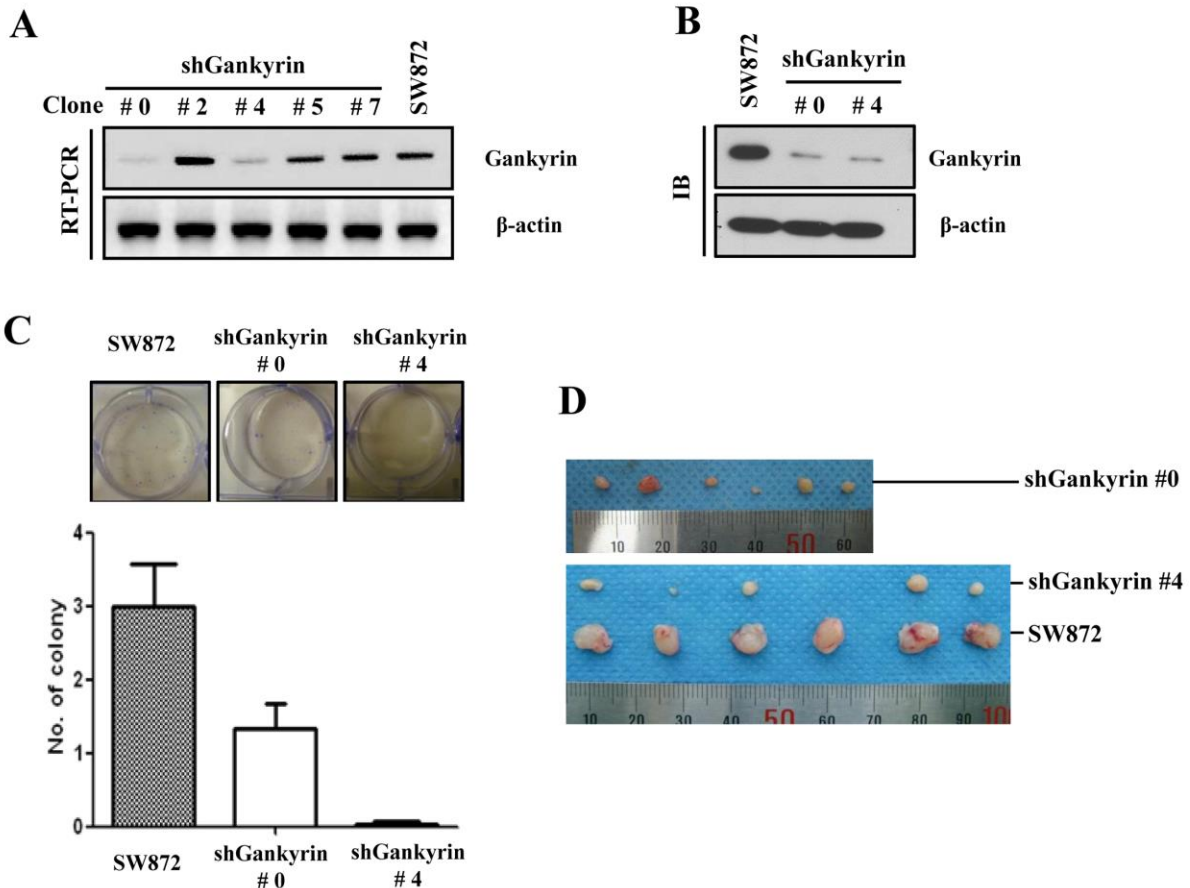 A
shGankyrin
SW872
Clone # 0 # 2 # 4 # 5 # 7
RT-PCR
Gankyrin
β-actin
B
SW872
shGankyrin
# 0 # 4
IB
Gankyrin
β-actin
C
SW872
shGankyrin
# 0
shGankyrin
# 4
No. of colony
4
3
2
1
0
SW872
shGankyrin
# 0
shGankyrin
# 4
D
shGankyrin #0
10 20 30 40 50 60
shGankyrin #4
SW872
10 30 40 50 60 70 80 90 100